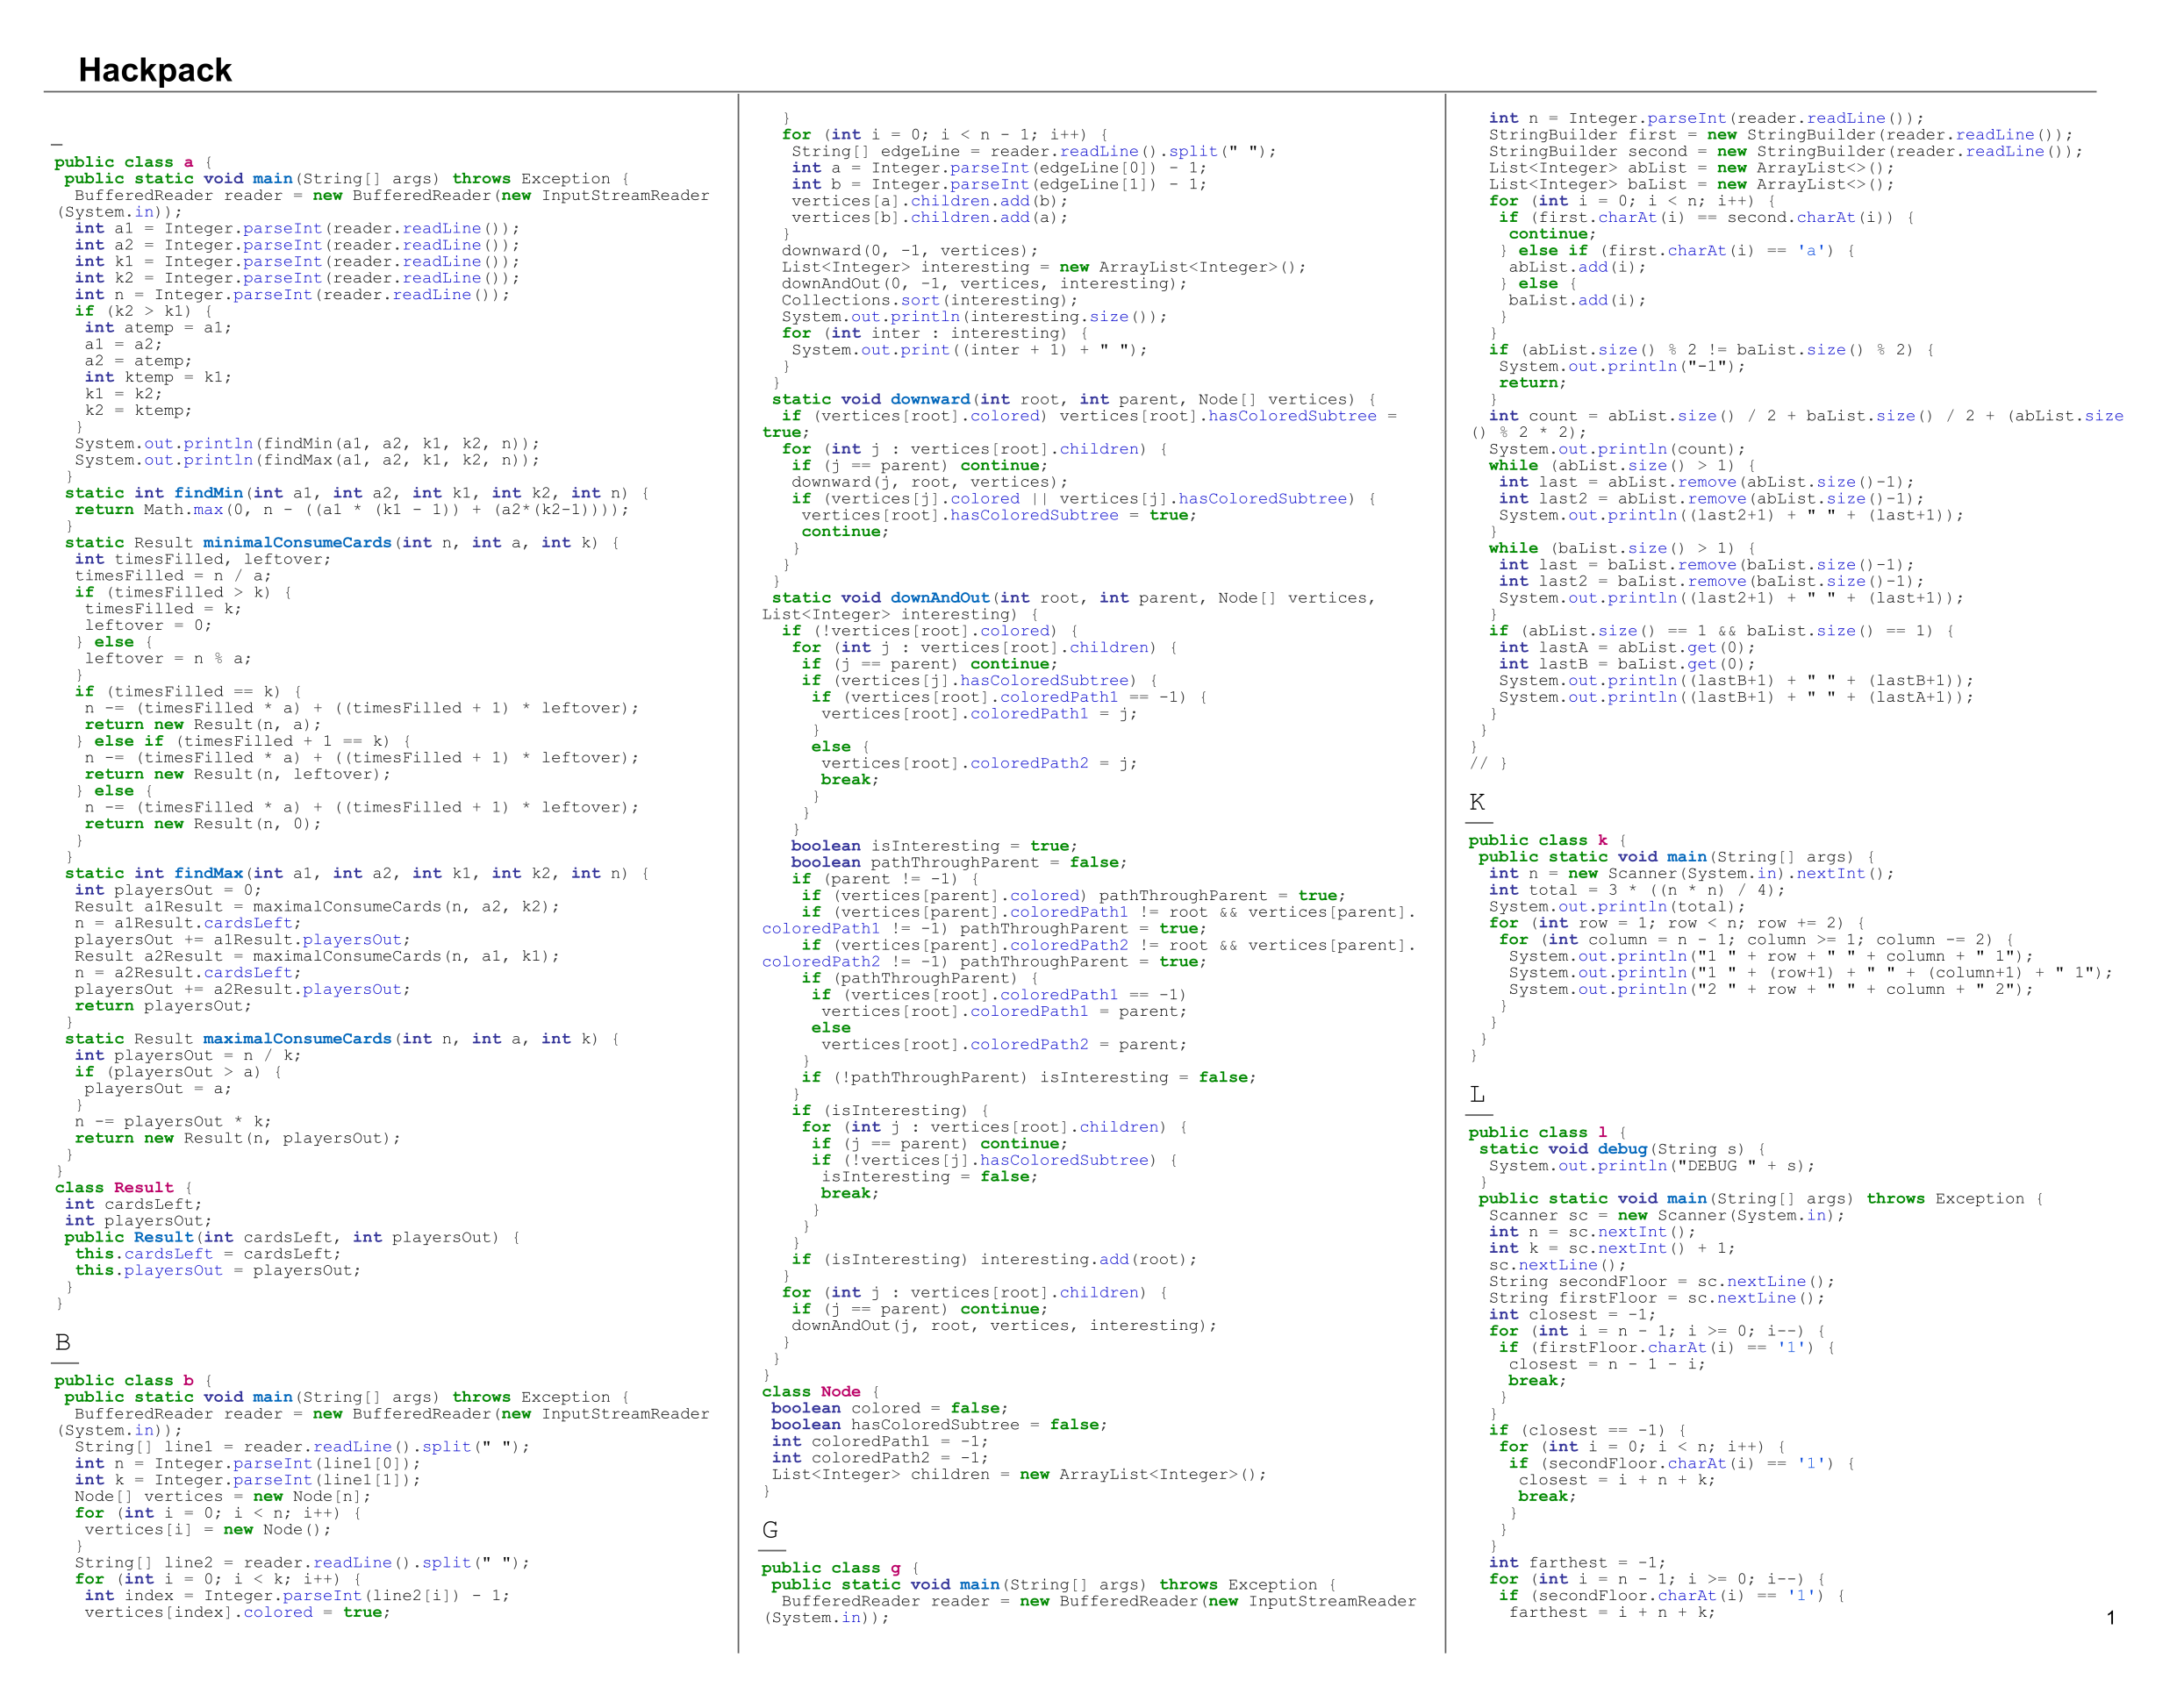 Hackpack
public class a {
 public static void main(String[] args) throws Exception {
  BufferedReader reader = new BufferedReader(new InputStreamReader
(System.in));
  int a1 = Integer.parseInt(reader.readLine());
  int a2 = Integer.parseInt(reader.readLine());
  int k1 = Integer.parseInt(reader.readLine());
  int k2 = Integer.parseInt(reader.readLine());
  int n = Integer.parseInt(reader.readLine());
  if (k2 > k1) {
   int atemp = a1;
   a1 = a2;
   a2 = atemp;
   int ktemp = k1;
   k1 = k2;
   k2 = ktemp;
  }
  System.out.println(findMin(a1, a2, k1, k2, n));
  System.out.println(findMax(a1, a2, k1, k2, n));
 }
 static int findMin(int a1, int a2, int k1, int k2, int n) {
  return Math.max(0, n - ((a1 * (k1 - 1)) + (a2*(k2-1))));
 }
 static Result minimalConsumeCards(int n, int a, int k) {
  int timesFilled, leftover;
  timesFilled = n / a;
  if (timesFilled > k) {
   timesFilled = k;
   leftover = 0;
  } else {
   leftover = n % a;
  }
  if (timesFilled == k) {
   n -= (timesFilled * a) + ((timesFilled + 1) * leftover);
   return new Result(n, a);
  } else if (timesFilled + 1 == k) {
   n -= (timesFilled * a) + ((timesFilled + 1) * leftover);
   return new Result(n, leftover);
  } else {
   n -= (timesFilled * a) + ((timesFilled + 1) * leftover);
   return new Result(n, 0);
  }
 }
 static int findMax(int a1, int a2, int k1, int k2, int n) {
  int playersOut = 0;
  Result a1Result = maximalConsumeCards(n, a2, k2);
  n = a1Result.cardsLeft;
  playersOut += a1Result.playersOut;
  Result a2Result = maximalConsumeCards(n, a1, k1);
  n = a2Result.cardsLeft;
  playersOut += a2Result.playersOut;
  return playersOut;
 }
 static Result maximalConsumeCards(int n, int a, int k) {
  int playersOut = n / k;
  if (playersOut > a) {
   playersOut = a;
  }
  n -= playersOut * k;
  return new Result(n, playersOut);
 }
}
class Result {
 int cardsLeft;
 int playersOut;
 public Result(int cardsLeft, int playersOut) {
  this.cardsLeft = cardsLeft;
  this.playersOut = playersOut;
 }
}
B
public class b {
 public static void main(String[] args) throws Exception {
  BufferedReader reader = new BufferedReader(new InputStreamReader
(System.in));
  String[] line1 = reader.readLine().split(" ");
  int n = Integer.parseInt(line1[0]);
  int k = Integer.parseInt(line1[1]);
  Node[] vertices = new Node[n];
  for (int i = 0; i < n; i++) {
   vertices[i] = new Node();
  }
  String[] line2 = reader.readLine().split(" ");
  for (int i = 0; i < k; i++) {
   int index = Integer.parseInt(line2[i]) - 1;
   vertices[index].colored = true;
  }
  for (int i = 0; i < n - 1; i++) {
   String[] edgeLine = reader.readLine().split(" ");
   int a = Integer.parseInt(edgeLine[0]) - 1;
   int b = Integer.parseInt(edgeLine[1]) - 1;
   vertices[a].children.add(b);
   vertices[b].children.add(a);
  }
  downward(0, -1, vertices);
  List<Integer> interesting = new ArrayList<Integer>();
  downAndOut(0, -1, vertices, interesting);
  Collections.sort(interesting);
  System.out.println(interesting.size());
  for (int inter : interesting) {
   System.out.print((inter + 1) + " ");
  }
 }
 static void downward(int root, int parent, Node[] vertices) {
  if (vertices[root].colored) vertices[root].hasColoredSubtree =
true;
  for (int j : vertices[root].children) {
   if (j == parent) continue;
   downward(j, root, vertices);
   if (vertices[j].colored || vertices[j].hasColoredSubtree) {
    vertices[root].hasColoredSubtree = true;
    continue;
   }
  }
 }
 static void downAndOut(int root, int parent, Node[] vertices,
List<Integer> interesting) {
  if (!vertices[root].colored) {
   for (int j : vertices[root].children) {
    if (j == parent) continue;
    if (vertices[j].hasColoredSubtree) {
     if (vertices[root].coloredPath1 == -1) {
      vertices[root].coloredPath1 = j;
     }
     else {
      vertices[root].coloredPath2 = j;
      break;
     }
    }
   }
   boolean isInteresting = true;
   boolean pathThroughParent = false;
   if (parent != -1) {
    if (vertices[parent].colored) pathThroughParent = true;
    if (vertices[parent].coloredPath1 != root && vertices[parent].
coloredPath1 != -1) pathThroughParent = true;
    if (vertices[parent].coloredPath2 != root && vertices[parent].
coloredPath2 != -1) pathThroughParent = true;
    if (pathThroughParent) {
     if (vertices[root].coloredPath1 == -1)
      vertices[root].coloredPath1 = parent;
     else
      vertices[root].coloredPath2 = parent;
    }
    if (!pathThroughParent) isInteresting = false;
   }
   if (isInteresting) {
    for (int j : vertices[root].children) {
     if (j == parent) continue;
     if (!vertices[j].hasColoredSubtree) {
      isInteresting = false;
      break;
     }
    }
   }
   if (isInteresting) interesting.add(root);
  }
  for (int j : vertices[root].children) {
   if (j == parent) continue;
   downAndOut(j, root, vertices, interesting);
  }
 }
}
class Node {
 boolean colored = false;
 boolean hasColoredSubtree = false;
 int coloredPath1 = -1;
 int coloredPath2 = -1;
 List<Integer> children = new ArrayList<Integer>();
}
G
public class g {
 public static void main(String[] args) throws Exception {
  BufferedReader reader = new BufferedReader(new InputStreamReader
(System.in));
  int n = Integer.parseInt(reader.readLine());
  StringBuilder first = new StringBuilder(reader.readLine());
  StringBuilder second = new StringBuilder(reader.readLine());
  List<Integer> abList = new ArrayList<>();
  List<Integer> baList = new ArrayList<>();
  for (int i = 0; i < n; i++) {
   if (first.charAt(i) == second.charAt(i)) {
    continue;
   } else if (first.charAt(i) == 'a') {
    abList.add(i);
   } else {
    baList.add(i);
   }
  }
  if (abList.size() % 2 != baList.size() % 2) {
   System.out.println("-1");
   return;
  }
  int count = abList.size() / 2 + baList.size() / 2 + (abList.size
() % 2 * 2);
  System.out.println(count);
  while (abList.size() > 1) {
   int last = abList.remove(abList.size()-1);
   int last2 = abList.remove(abList.size()-1);
   System.out.println((last2+1) + " " + (last+1));
  }
  while (baList.size() > 1) {
   int last = baList.remove(baList.size()-1);
   int last2 = baList.remove(baList.size()-1);
   System.out.println((last2+1) + " " + (last+1));
  }
  if (abList.size() == 1 && baList.size() == 1) {
   int lastA = abList.get(0);
   int lastB = baList.get(0);
   System.out.println((lastB+1) + " " + (lastB+1));
   System.out.println((lastB+1) + " " + (lastA+1));
  }
 }
}
// }
K
public class k {
 public static void main(String[] args) {
  int n = new Scanner(System.in).nextInt();
  int total = 3 * ((n * n) / 4);
  System.out.println(total);
  for (int row = 1; row < n; row += 2) {
   for (int column = n - 1; column >= 1; column -= 2) {
    System.out.println("1 " + row + " " + column + " 1");
    System.out.println("1 " + (row+1) + " " + (column+1) + " 1");
    System.out.println("2 " + row + " " + column + " 2");
   }
  }
 }
}
L
public class l {
 static void debug(String s) {
  System.out.println("DEBUG " + s);
 }
 public static void main(String[] args) throws Exception {
  Scanner sc = new Scanner(System.in);
  int n = sc.nextInt();
  int k = sc.nextInt() + 1;
  sc.nextLine();
  String secondFloor = sc.nextLine();
  String firstFloor = sc.nextLine();
  int closest = -1;
  for (int i = n - 1; i >= 0; i--) {
   if (firstFloor.charAt(i) == '1') {
    closest = n - 1 - i;
    break;
   }
  }
  if (closest == -1) {
   for (int i = 0; i < n; i++) {
    if (secondFloor.charAt(i) == '1') {
     closest = i + n + k;
     break;
    }
   }
  }
  int farthest = -1;
  for (int i = n - 1; i >= 0; i--) {
   if (secondFloor.charAt(i) == '1') {
    farthest = i + n + k;
1